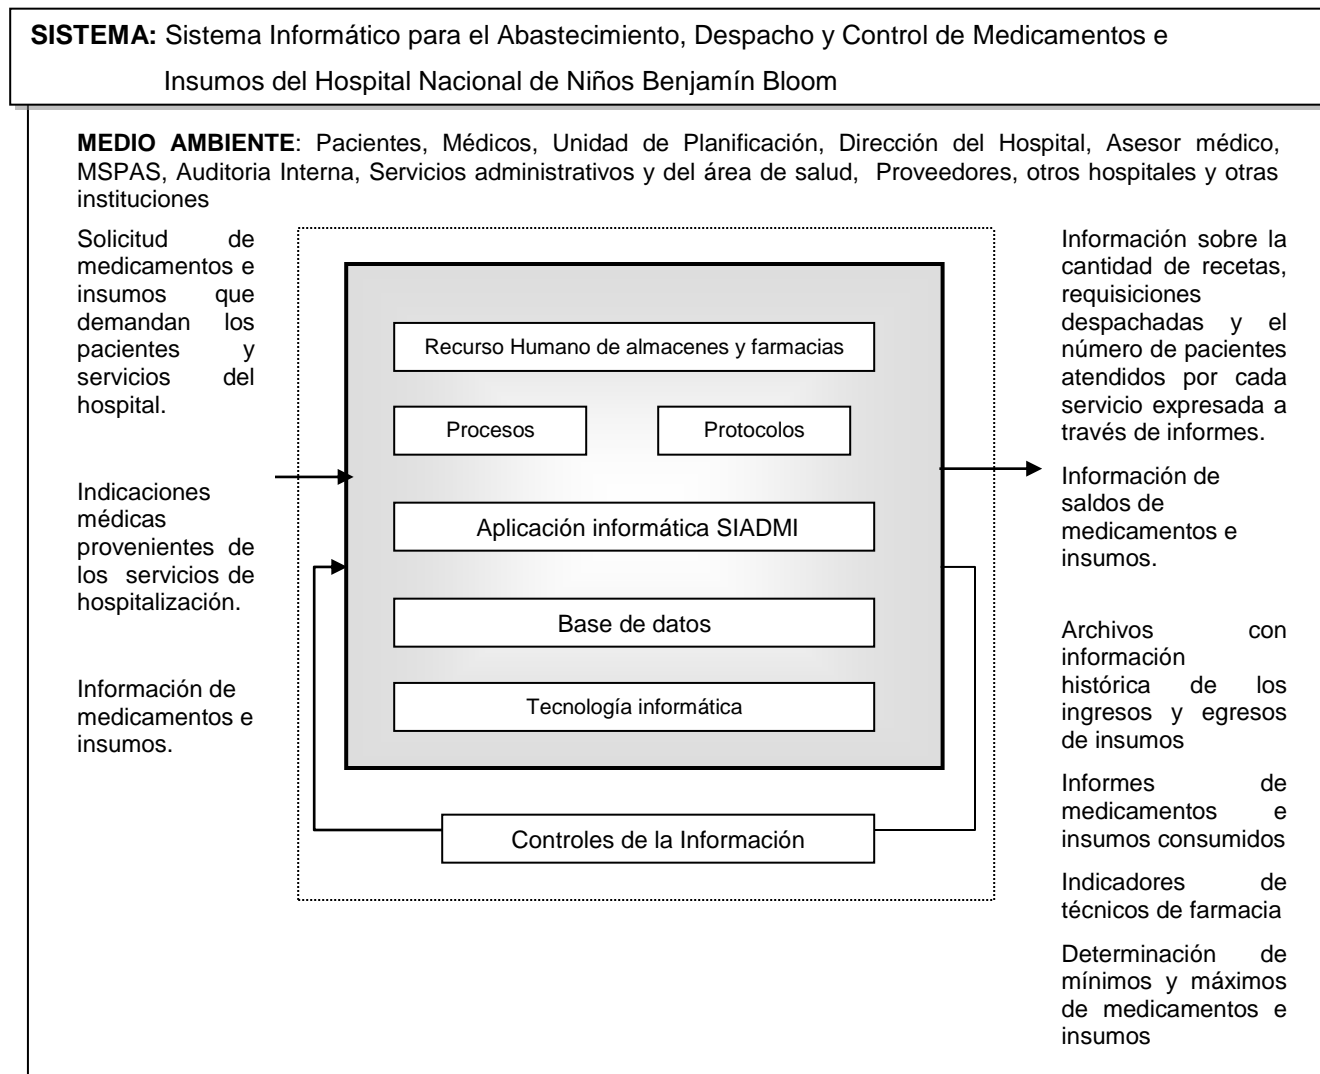 SISTEMA: Sistema Informático para el Abastecimiento, Despacho y Control de Medicamentos e
Insumos del Hospital Nacional de Niños Benjamín Bloom
MEDIO AMBIENTE: Pacientes, Médicos, Unidad de Planificación, Dirección del Hospital, Asesor médico,
MSPAS, Auditoria Interna, Servicios administrativos y del área de salud, Proveedores, otros hospitales y otras
instituciones
Solicitud de
medicamentos e
insumos que
demandan los
pacientes y
servicios del
hospital.
Indicaciones
médicas
provenientes de
los servicios de
hospitalización.
Información de
medicamentos e
insumos.
Recurso Humano de almacenes y farmacias
Procesos
Protocolos
Aplicación informática SIADMI
Base de datos
Tecnología informática
Controles de la Información
Información sobre la
cantidad de recetas,
requisiciones
despachadas y el
número de pacientes
atendidos por cada
servicio expresada a
través de informes.
Información de
saldos de
medicamentos e
insumos.
Archivos con
información
histórica de los
ingresos y egresos
de insumos
Informes de
medicamentos e
insumos consumidos
Indicadores de
técnicos de farmacia
Determinación de
mínimos y máximos
de medicamentos e
insumos